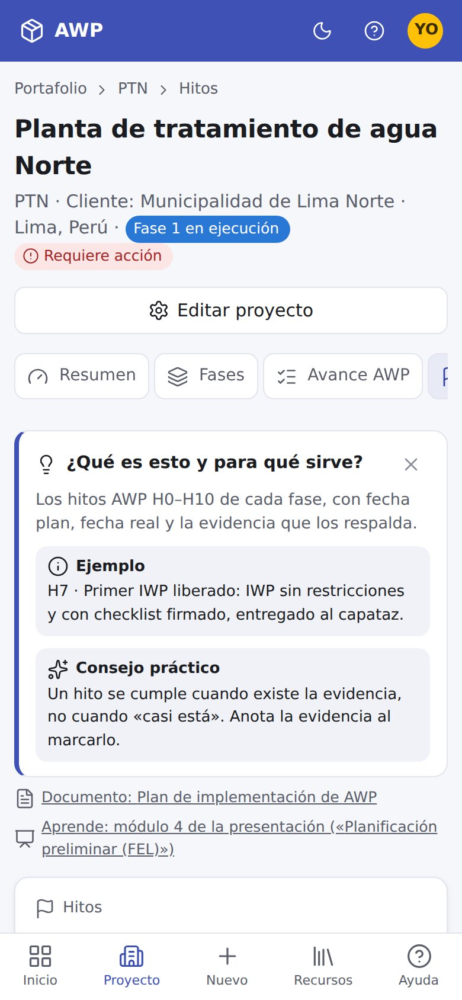 AWP
YO
Portafolio
PTN
Hitos
Planta de tratamiento de agua
Norte
PTN · Cliente: Municipalidad de Lima Norte ·
Lima, Perú · Fase 1 en ejecución
Requiere acción
Editar proyecto
Resumen
Fases
Avance AWP
¿Qué es esto y para qué sirve?
Los hitos AWP H0–H10 de cada fase, con fecha
plan, fecha real y la evidencia que los respalda.
Ejemplo
H7 · Primer IWP liberado: IWP sin restricciones
y con checklist firmado, entregado al capataz.
Consejo práctico
Un hito se cumple cuando existe la evidencia,
no cuando «casi está». Anota la evidencia al
marcarlo.
Documento: Plan de implementación de AWP
Aprende: módulo 4 de la presentación («Planificación
preliminar (FEL)»)
Hitos
Inicio
Proyecto
Nuevo
Recursos
Ayuda